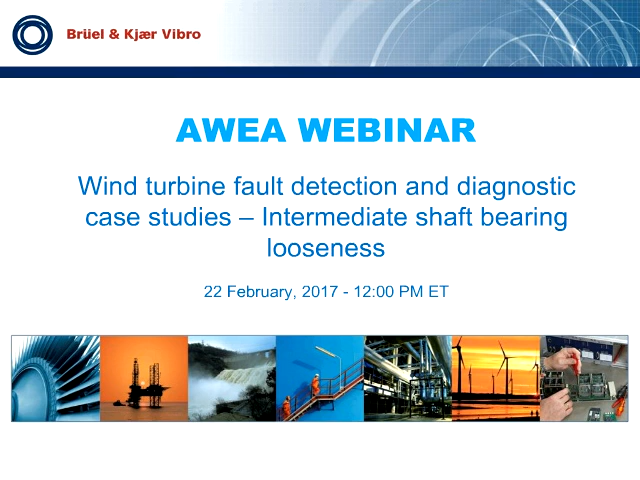 Brüel & Kjær Vibro
AWEA WEBINAR
Wind turbine fault detection and diagnostic
case studies – Intermediate shaft bearing
looseness
22 February, 2017 - 12:00 PM ET